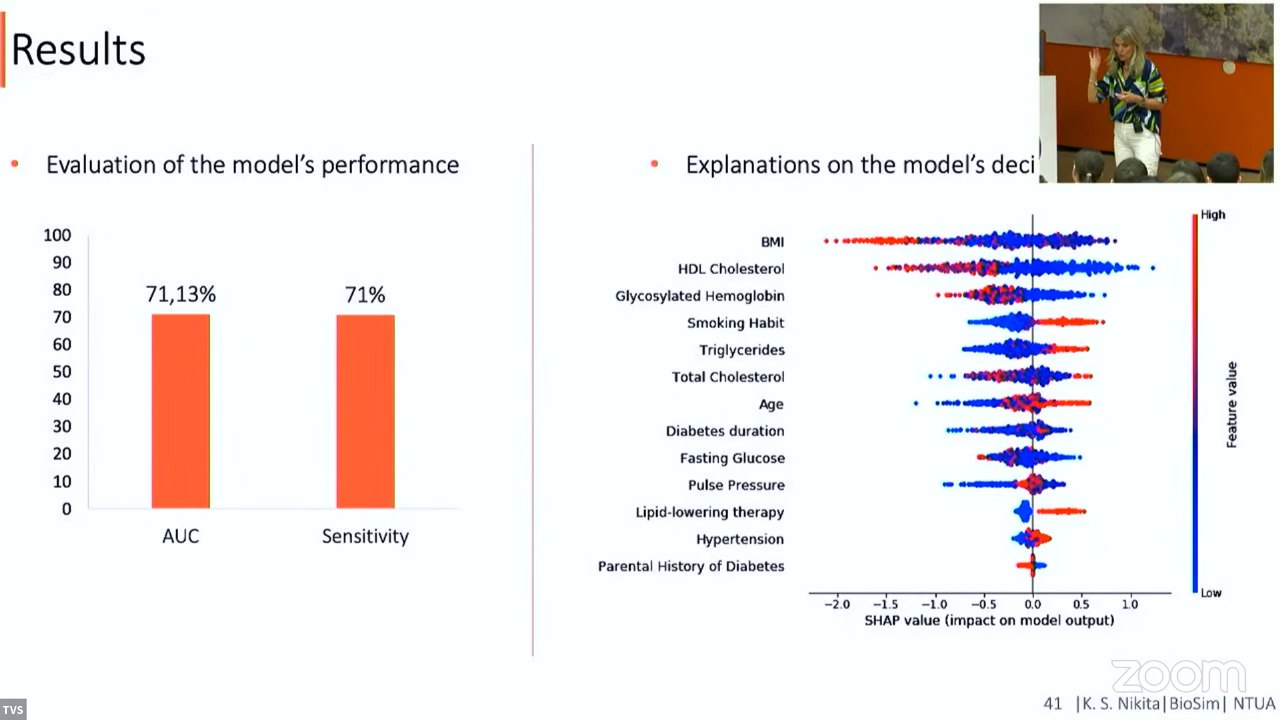 Results
• Evaluation of the model's performance
100
90
80
70
60
50
40
30
20
10
0
71,13%
71%
AUC
Sensitivity
• Explanations on the model's deci
BMI
HDL Cholesterol
Glycosylated Hemoglobin
Smoking Habit
Triglycerides
Total Cholesterol
Age
Diabetes duration
Fasting Glucose
Pulse Pressure
Lipid-lowering therapy
Hypertension
Parental History of Diabetes
−2.0 −1.5 −1.0 −0.5 0.0 0.5 1.0
SHAP value (impact on model output)
High
Feature value
Low
zoom
41 |K. S. Nikita|BioSim| NTUA
TVS